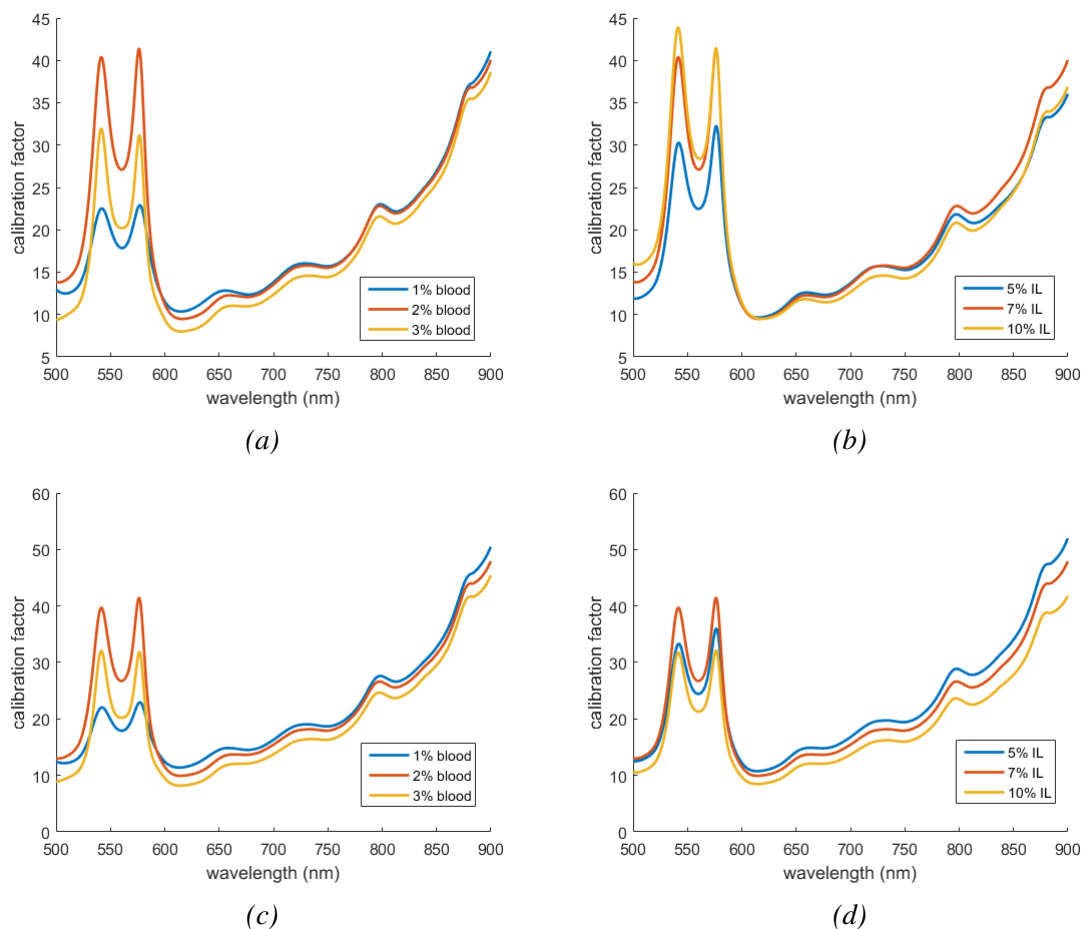 45
40
35
30
25
20
15
10
5
calibration factor
1% blood
2% blood
3% blood
500 550 600 650 700 750 800 850 900
wavelength (nm)
(a)
45
40
35
30
25
20
15
10
5
calibration factor
5% IL
7% IL
10% IL
500 550 600 650 700 750 800 850 900
wavelength (nm)
(b)
60
50
40
30
20
10
0
calibration factor
1% blood
2% blood
3% blood
500 550 600 650 700 750 800 850 900
wavelength (nm)
(c)
60
50
40
30
20
10
0
calibration factor
5% IL
7% IL
10% IL
500 550 600 650 700 750 800 850 900
wavelength (nm)
(d)